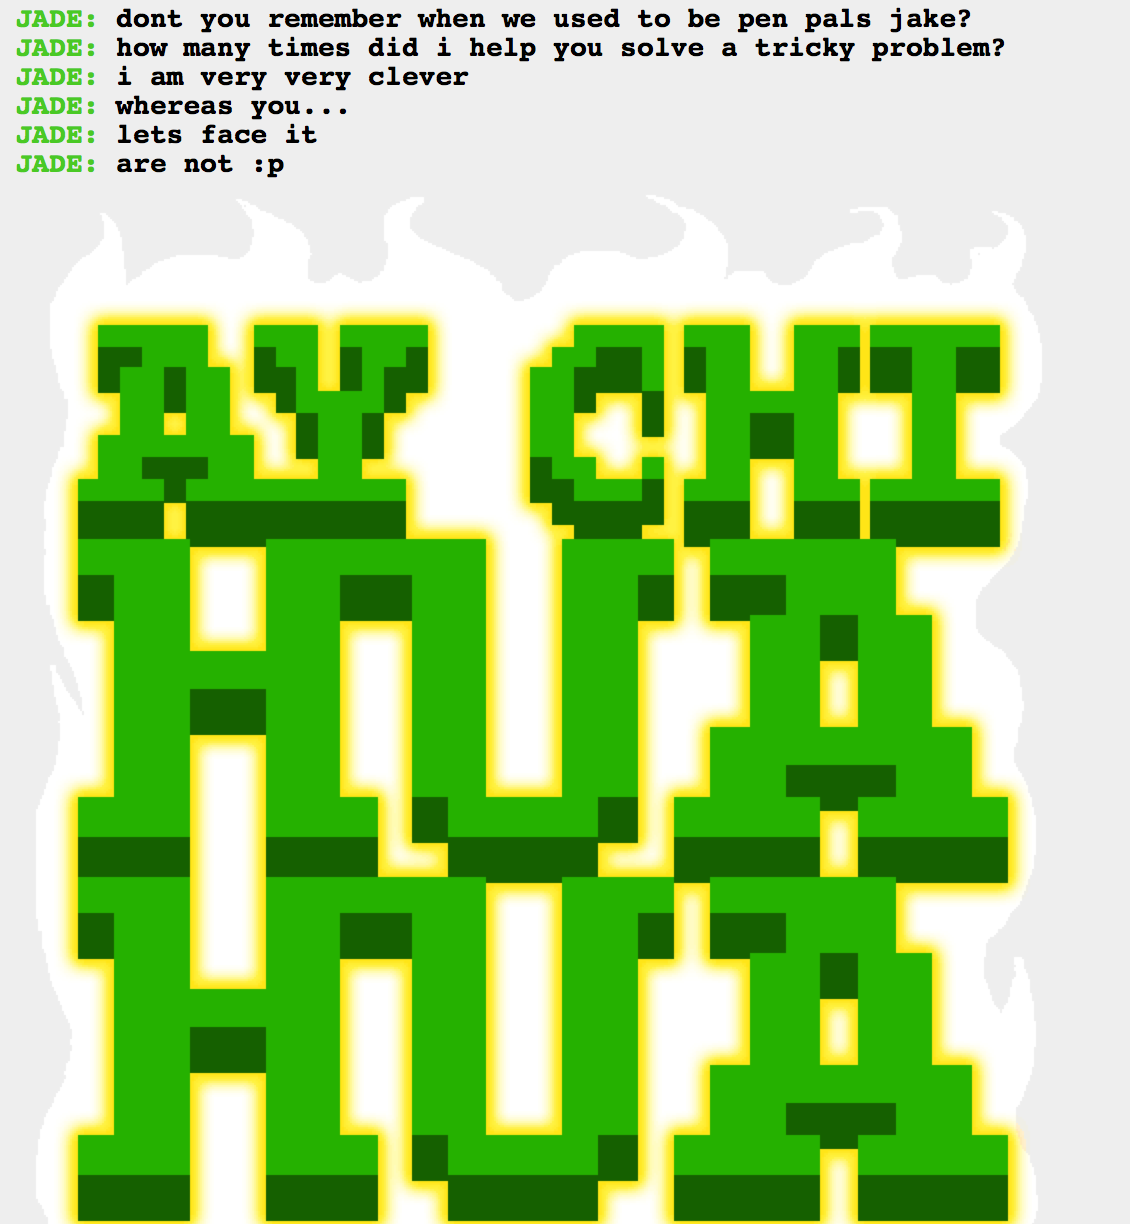 JADE: dont you remember when we used to be pen pals jake?
JADE: how many times did i help you solve a tricky problem?
JADE: i am very very clever
JADE: whereas you...
JADE: lets face it
JADE: are not :p
AY CHI
HUA
HUA